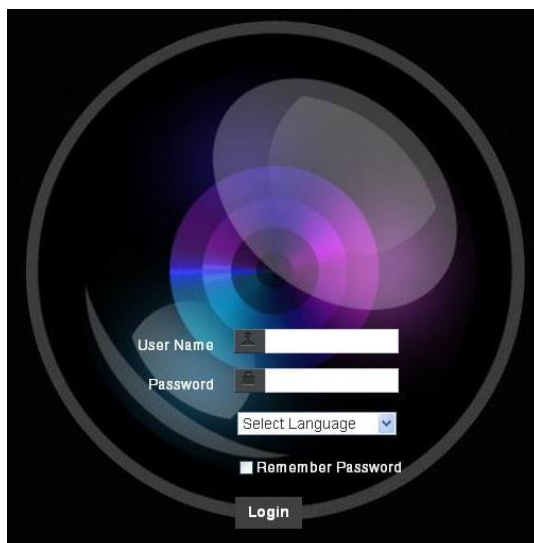 User Name
Password
Select Language
Remember Password
Login